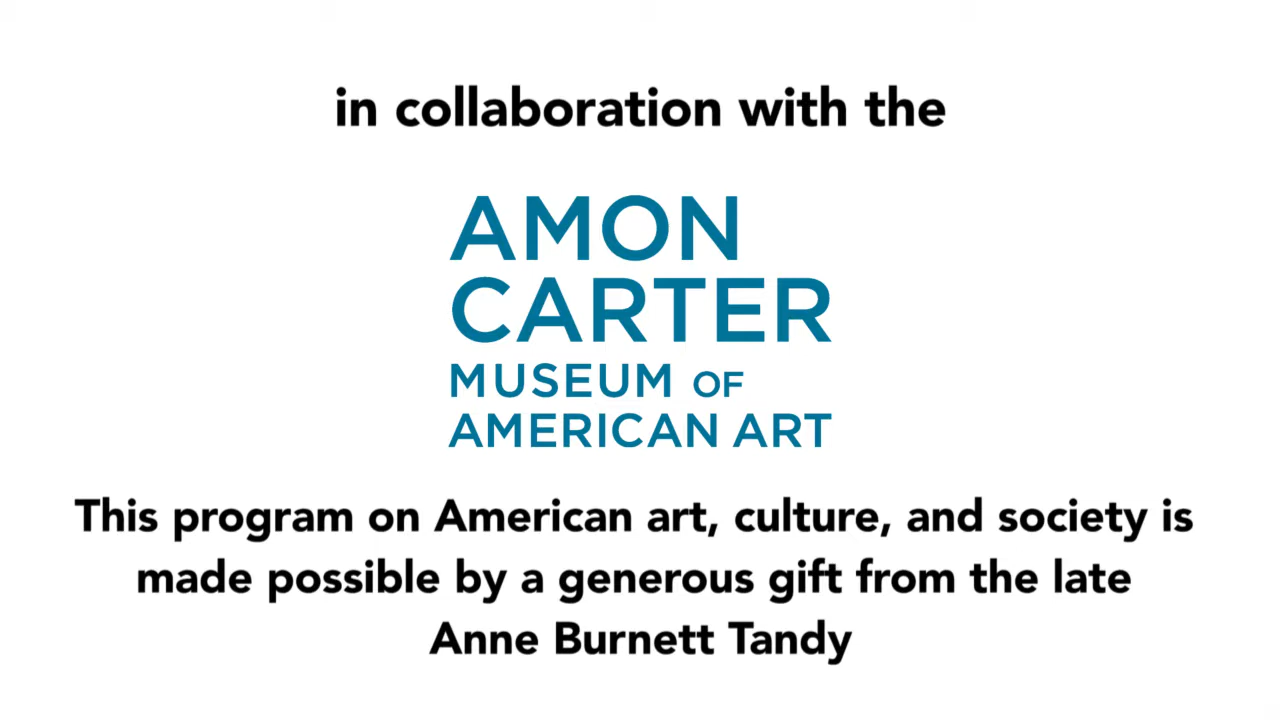 in collaboration with the
AMON
CARTER
MUSEUM OF
AMERICAN ART
This program on American art, culture, and society is
made possible by a generous gift from the late
Anne Burnett Tandy